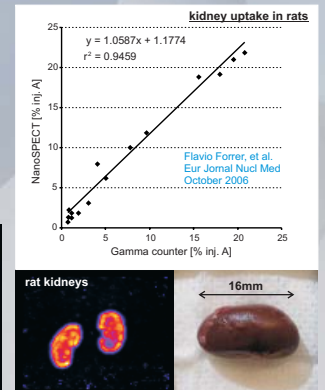 kidney uptake in rats
25
y = 1.0587x + 1.1774
r² = 0.9459
20
15
10
5
0
NanoSPECT [% inj. A]
Flavio Forrer, et al.
Eur Jornal Nucl Med
October 2006
0 5 10 15 20 25
Gamma counter [% inj. A]
rat kidneys
16mm